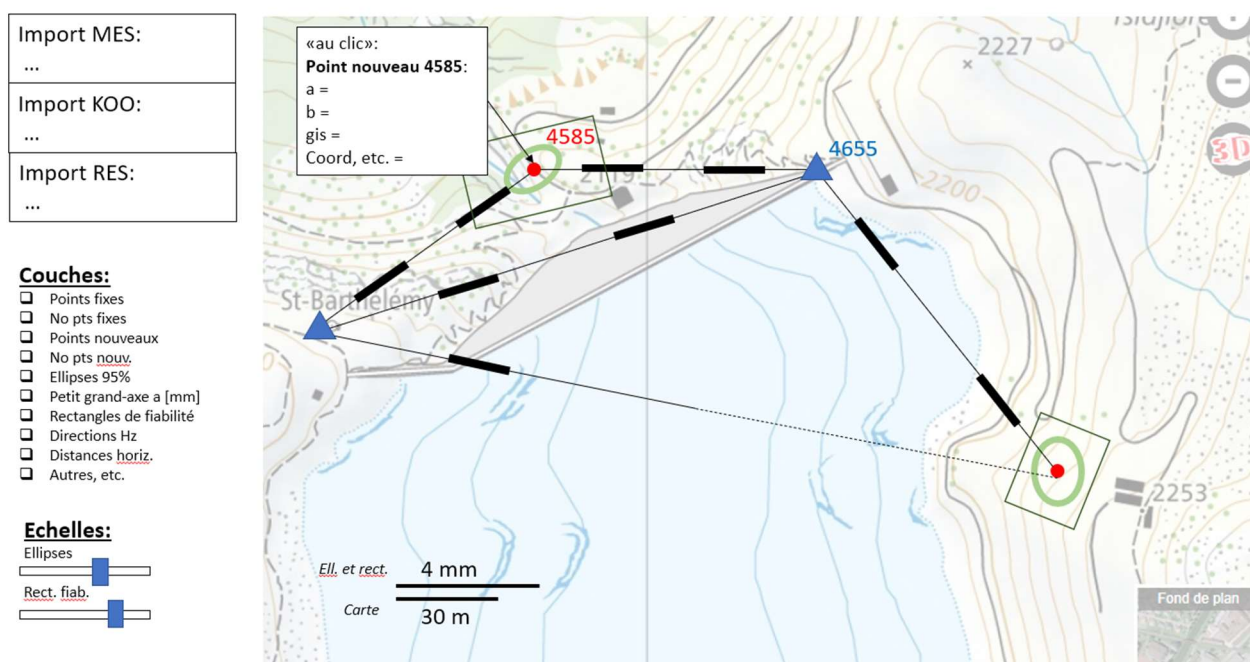 Import MES:
...
Import KOO:
...
Import RES:
...
Couches:
Points fixes
No pts fixes
Points nouveaux
No pts nouv.
Ellipses 95%
Petit grand-axe a [mm]
Rectangles de fiabilité
Directions Hz
Distances horiz.
Autres, etc.
Echelles:
Ellipses
Rect. fiab.
«au clic»:
Point nouveau 4585:
a =
b =
gis =
Coord, etc. =
4585
4655
2227
2200
St-Barthélémy
2253
Ell. et rect.
4 mm
Carte
30 m
3D
Fond de plan